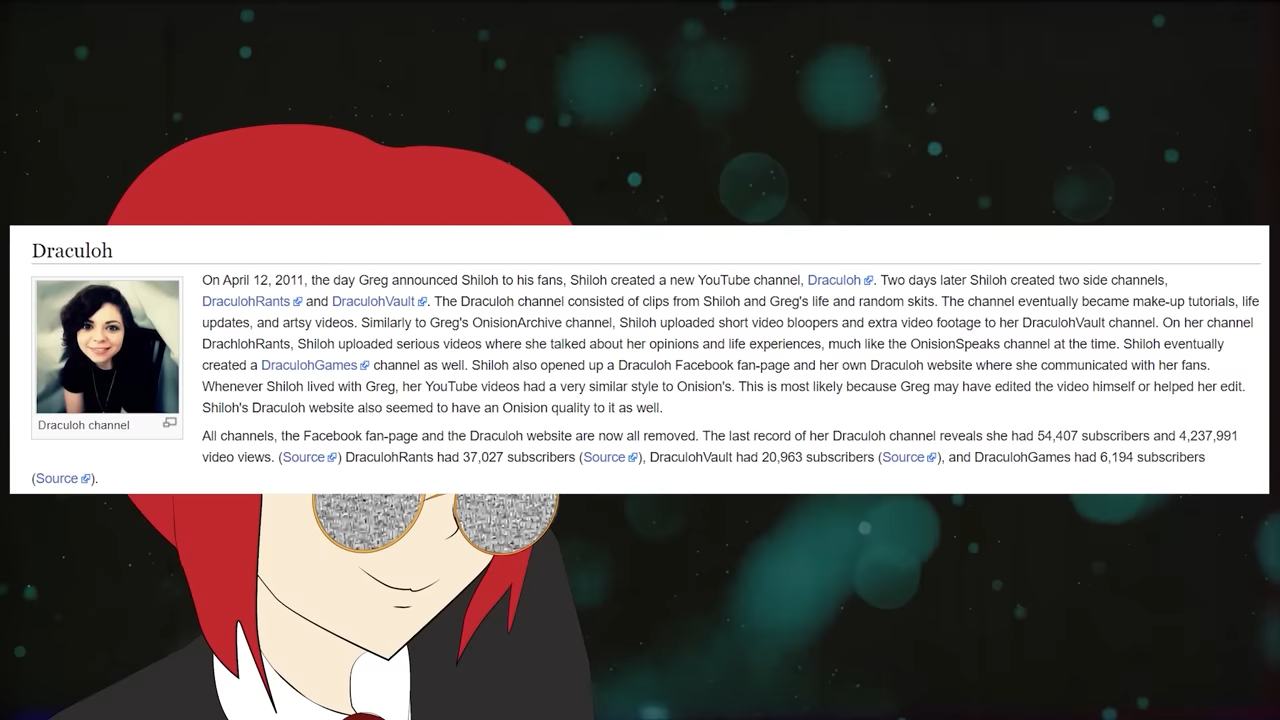 Draculoh
On April 12, 2011, the day Greg announced Shiloh to his fans, Shiloh created a new YouTube channel, Draculoh. Two days later Shiloh created two side channels,
DraculohRants and DraculohVault. The Draculoh channel consisted of clips from Shiloh and Greg's life and random skits. The channel eventually became make-up tutorials, life
updates, and artsy videos. Similarly to Greg's OnisionArchive channel, Shiloh uploaded short video bloopers and extra video footage to her DraculohVault channel. On her channel
DrachlohRants, Shiloh uploaded serious videos where she talked about her opinions and life experiences, much like the OnisionSpeaks channel at the time. Shiloh eventually
created a DraculohGames channel as well. Shiloh also opened up a Draculoh Facebook fan-page and her own Draculoh website where she communicated with her fans.
Whenever Shiloh lived with Greg, her YouTube videos had a very similar style to Onision's. This is most likely because Greg may have edited the video himself or helped her edit.
Shiloh's Draculoh website also seemed to have an Onision quality to it as well.
Draculoh channel
All channels, the Facebook fan-page and the Draculoh website are now all removed. The last record of her Draculoh channel reveals she had 54,407 subscribers and 4,237,991
video views. (Source) DraculohRants had 37,027 subscribers (Source), DraculohVault had 20,963 subscribers (Source), and DraculohGames had 6,194 subscribers
(Source).